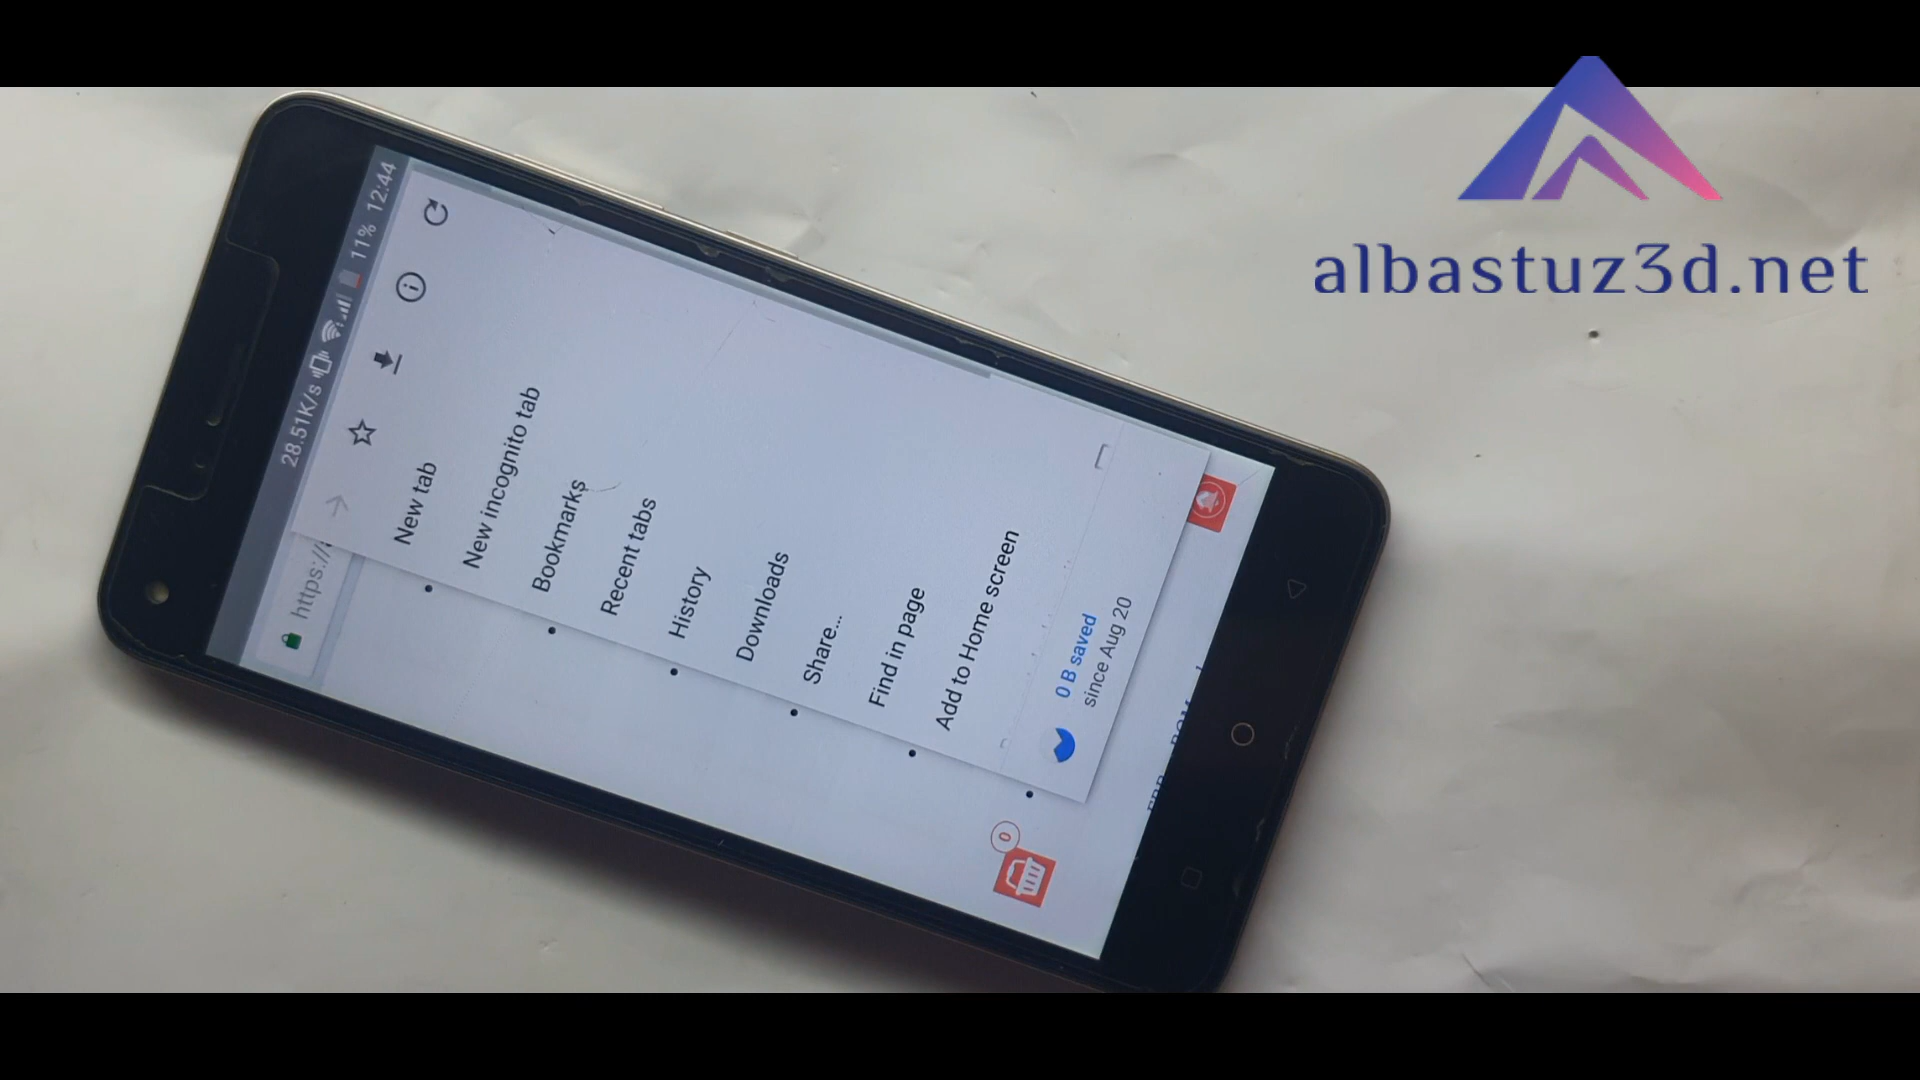 albastuz3d.net
28.51K/s 11% 12:44
https://
New tab
New incognito tab
Bookmarks
Recent tabs
History
Downloads
Share...
Find in page
Add to Home screen
0 B saved
since Aug 20
0